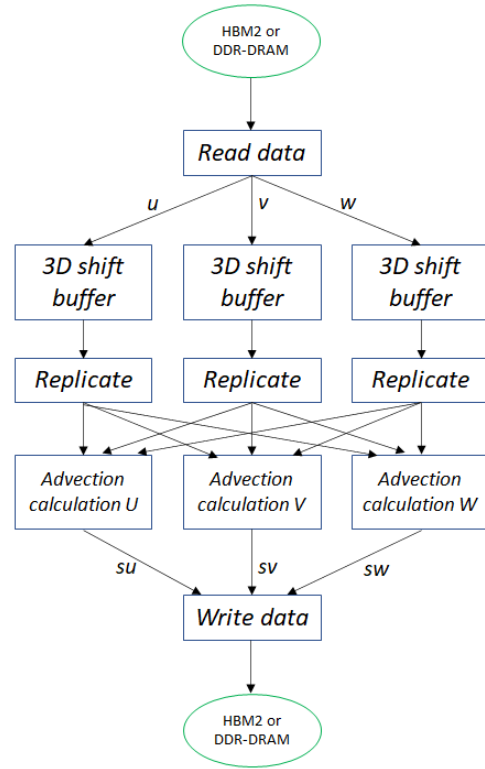 HBM2 or
DDR-DRAM
Read data
u
v
w
3D shift
buffer
3D shift
buffer
3D shift
buffer
Replicate
Replicate
Replicate
Advection
calculation U
Advection
calculation V
Advection
calculation W
su
sv
sw
Write data
HBM2 or
DDR-DRAM